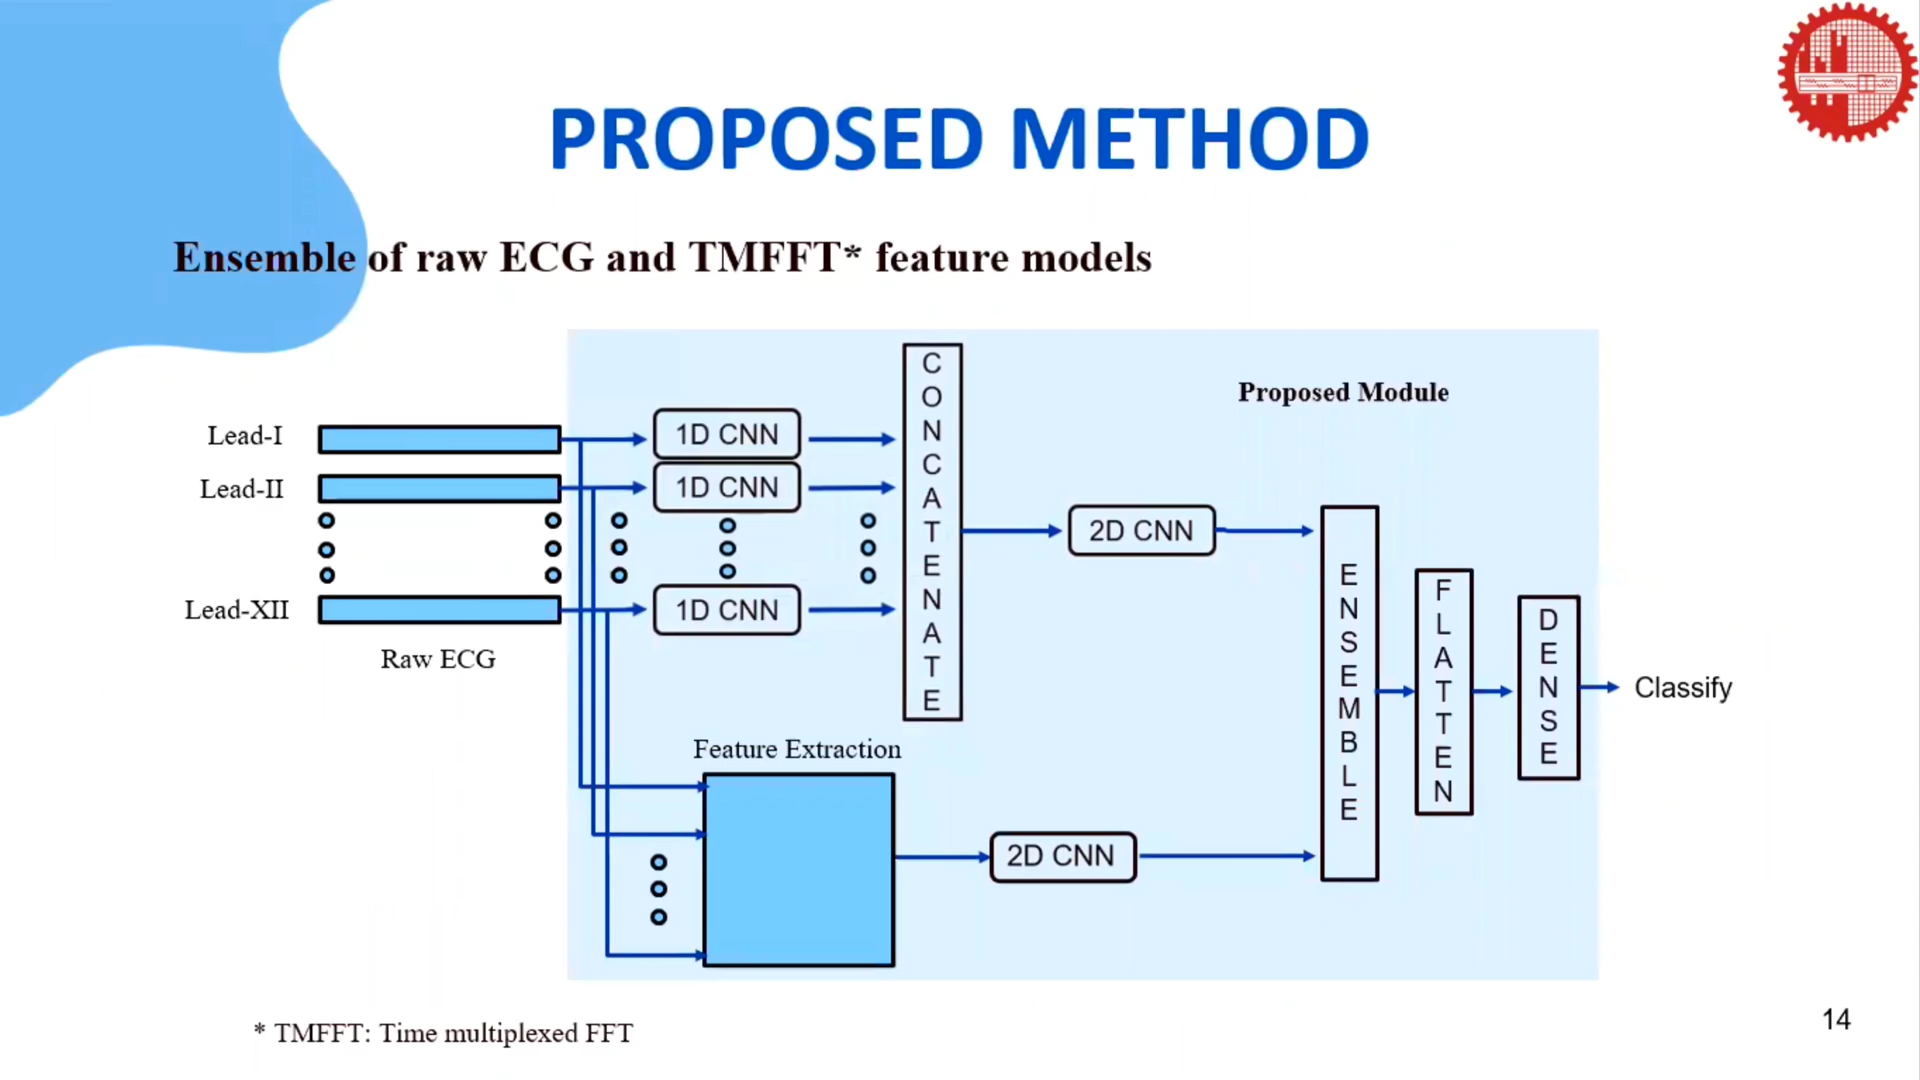 PROPOSED METHOD
Ensemble of raw ECG and TMFFT* feature models
Proposed Module
Lead-I
Lead-II
Lead-XII
Raw ECG
1D CNN
1D CNN
1D CNN
CONCATENATE
2D CNN
Feature Extraction
2D CNN
ENSEMBLE
FLATTEN
DENSE
Classify
* TMFFT: Time multiplexed FFT
14